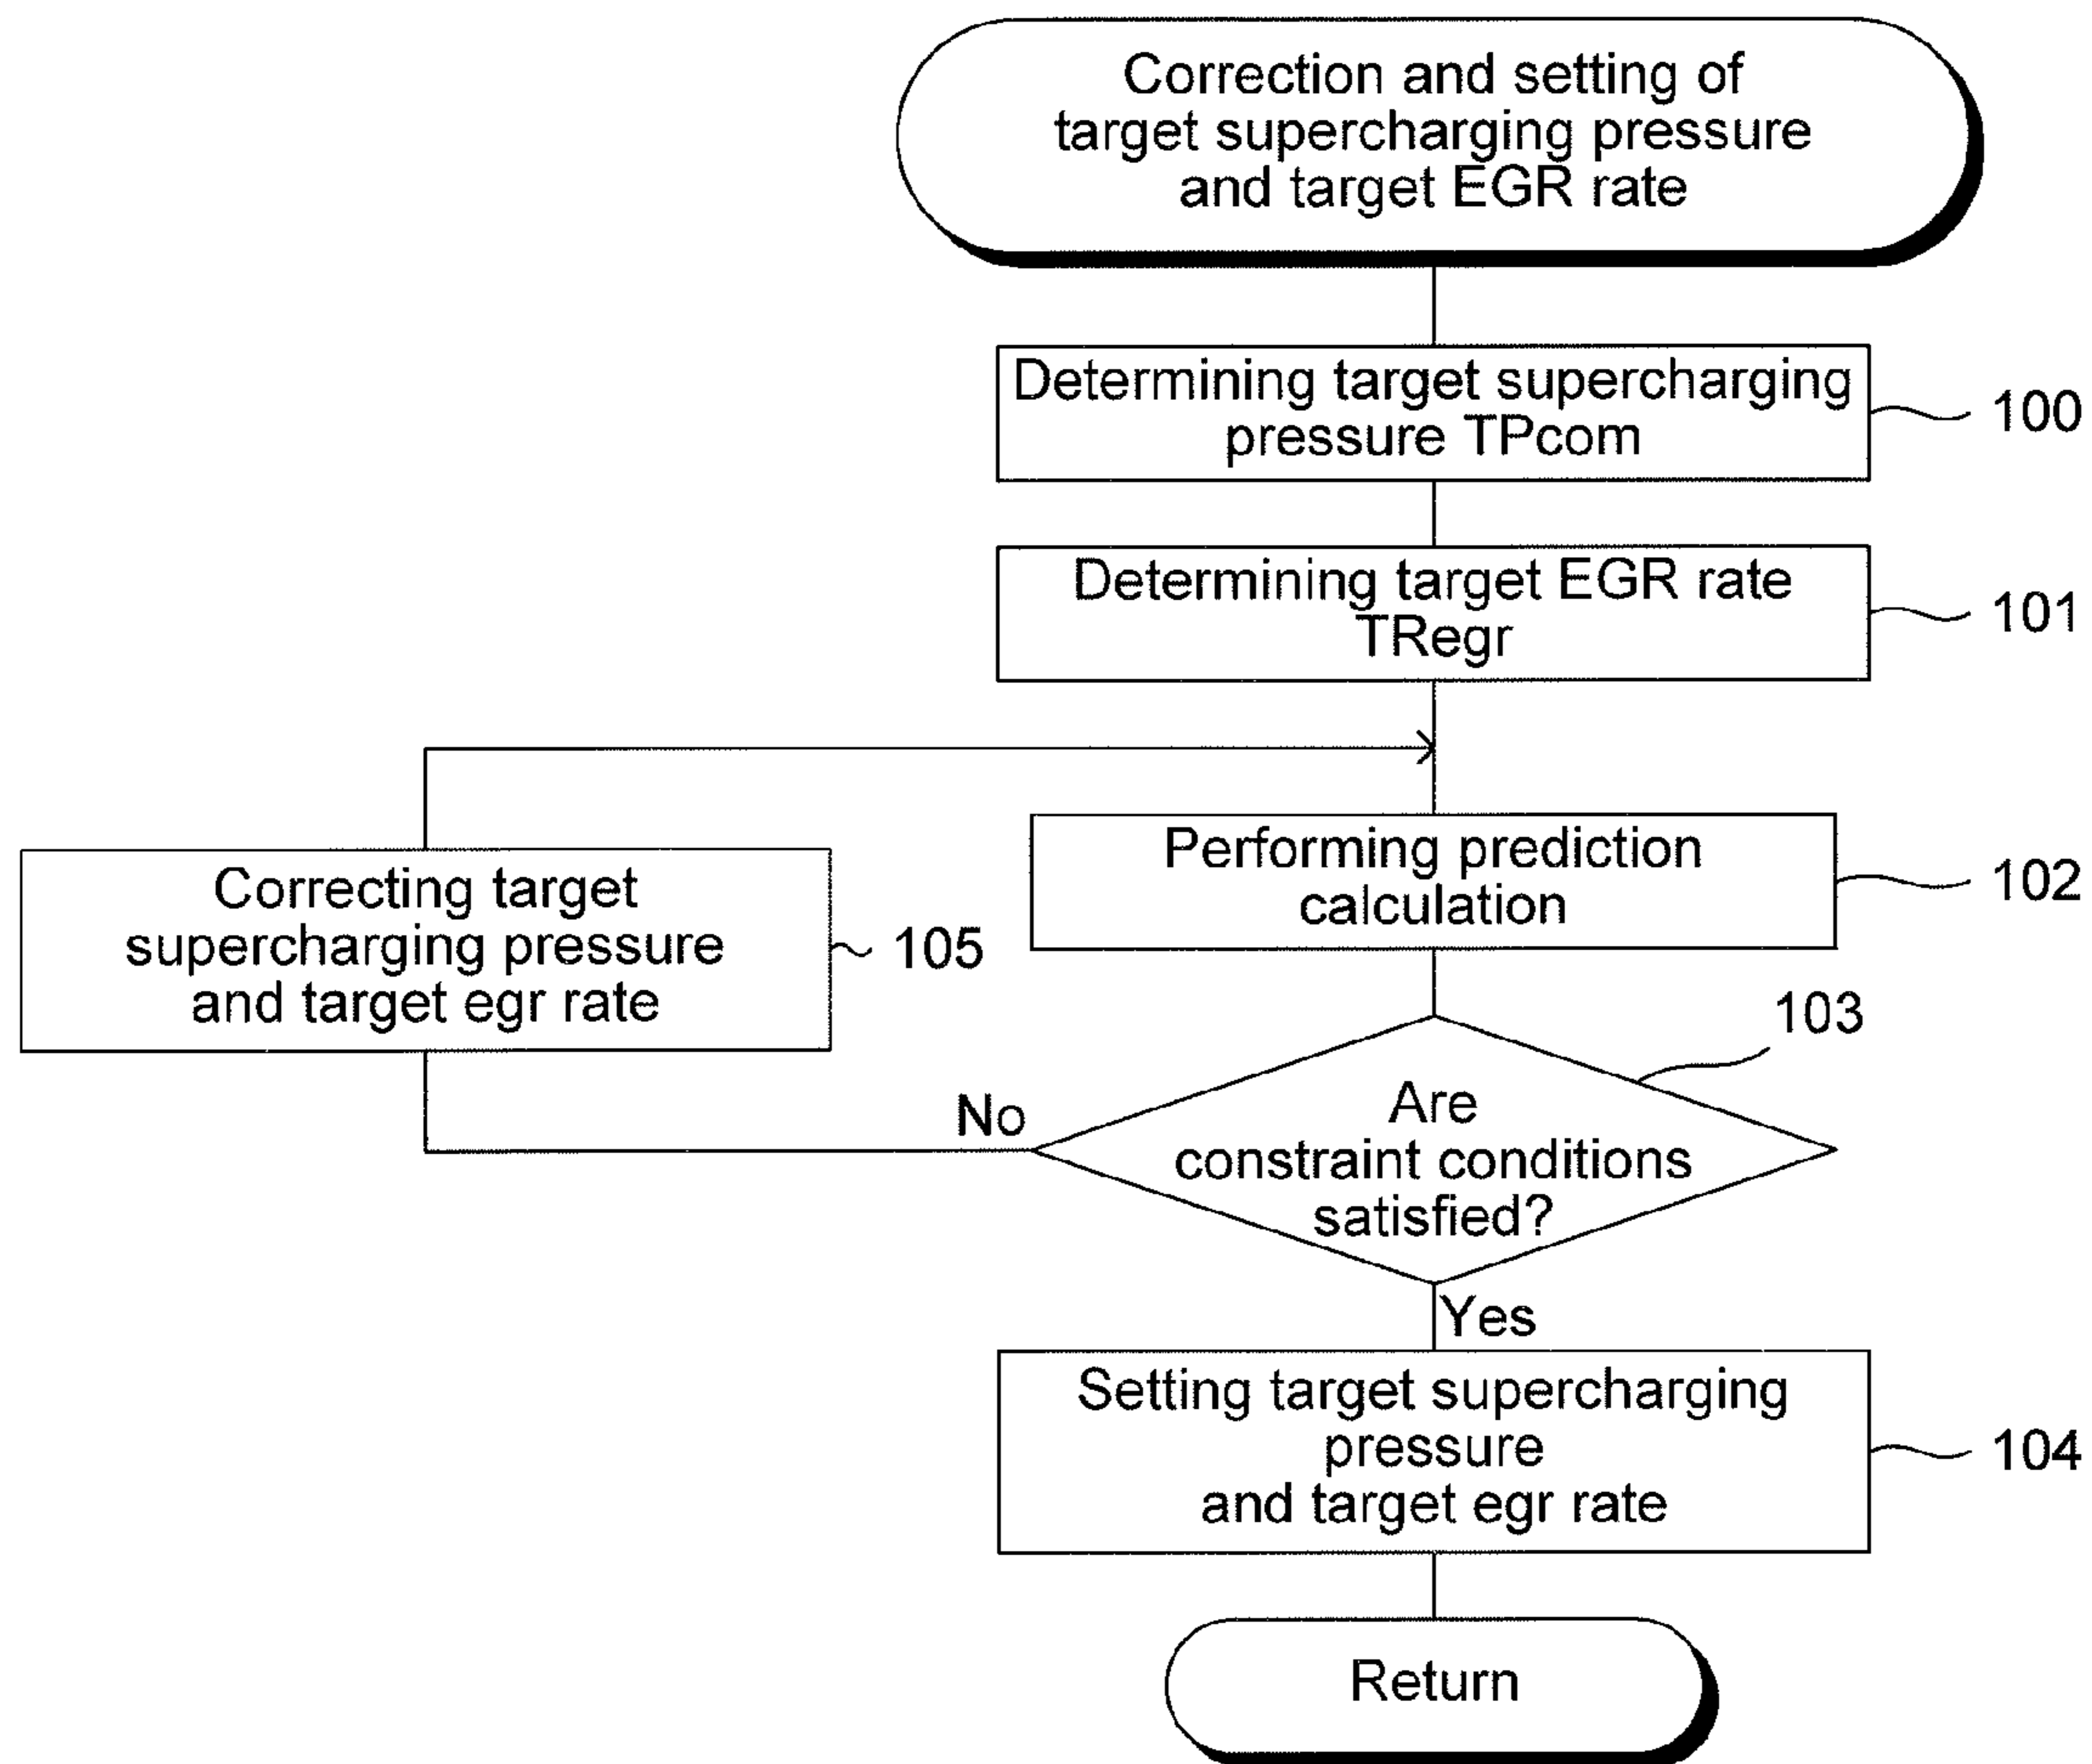 Correction and setting of
target supercharging pressure
and target EGR rate
Determining target supercharging
pressure TPcom
100
Determining target EGR rate
TRegr
101
Performing prediction
calculation
102
Correcting target
supercharging pressure
and target egr rate
105
103
Are
constraint conditions
satisfied?
No
Yes
Setting target supercharging
pressure
and target egr rate
104
Return